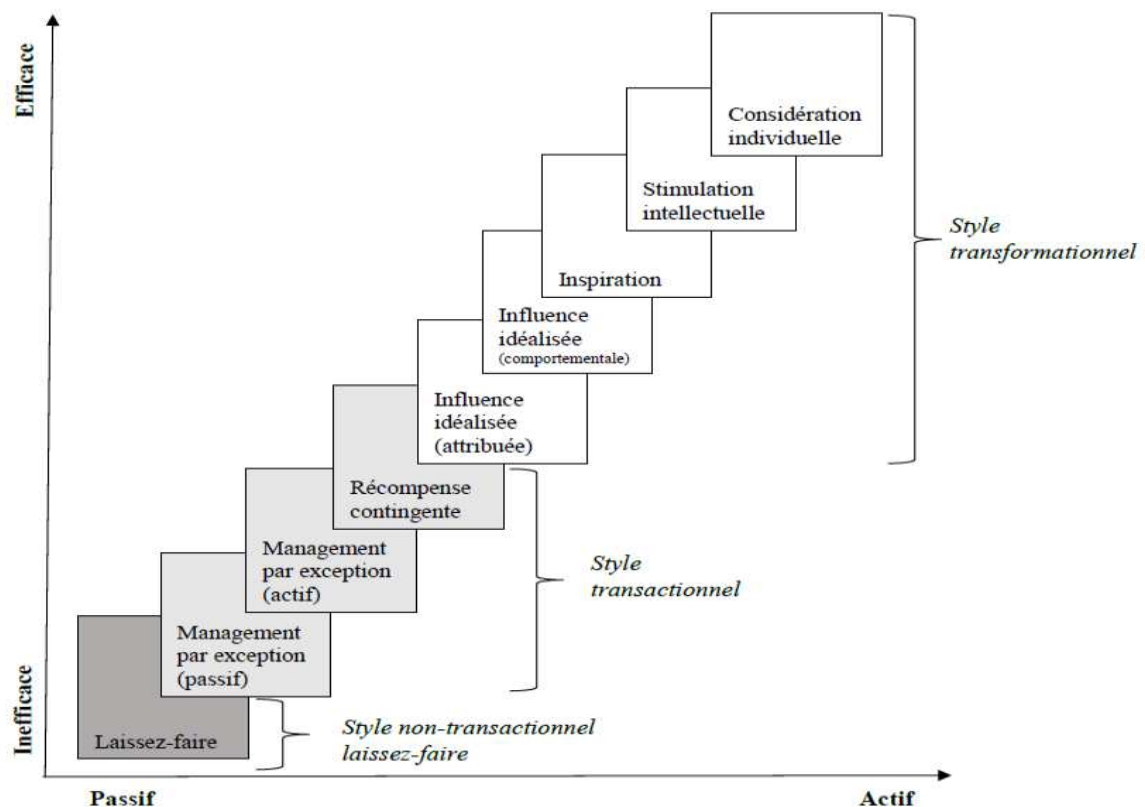 Efficace
Considération
individuelle
Stimulation
intellectuelle
Style
transformationnel
Inspiration
Influence
idéalisée
(comportementale)
Influence
idéalisée
(attribuée)
Récompense
contingente
Style
transactionnel
Management
par exception
(actif)
Management
par exception
(passif)
Inefficace
Laissez-faire
Style non-transactionnel
laissez-faire
Passif
Actif